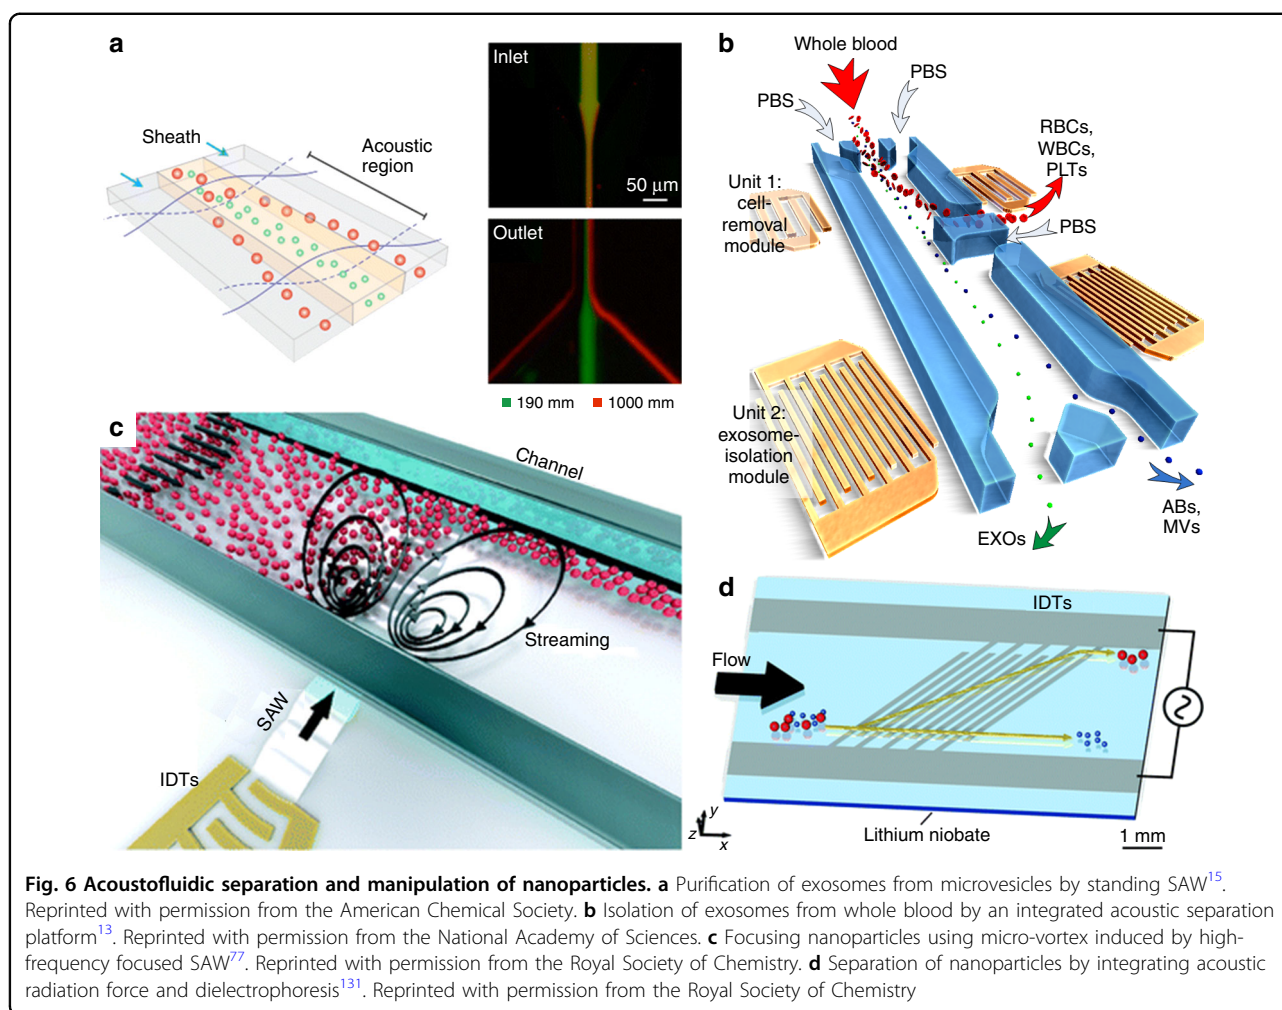 a
Sheath
Acoustic
region
Inlet
50 µm
Outlet
190 mm
1000 mm
b
Whole blood
PBS
PBS
RBCs,
WBCs,
PLTs
Unit 1:
cell-
removal
module
PBS
Unit 2:
exosome-
isolation
module
EXOs
ABs,
MVs
c
Channel
Streaming
SAW
IDTs
d
IDTs
Flow
y
z
x
Lithium niobate
1 mm
Fig. 6 Acoustofluidic separation and manipulation of nanoparticles. a Purification of exosomes from microvesicles by standing SAW15.
Reprinted with permission from the American Chemical Society. b Isolation of exosomes from whole blood by an integrated acoustic separation
platform13. Reprinted with permission from the National Academy of Sciences. c Focusing nanoparticles using micro-vortex induced by high-
frequency focused SAW77. Reprinted with permission from the Royal Society of Chemistry. d Separation of nanoparticles by integrating acoustic
radiation force and dielectrophoresis131. Reprinted with permission from the Royal Society of Chemistry